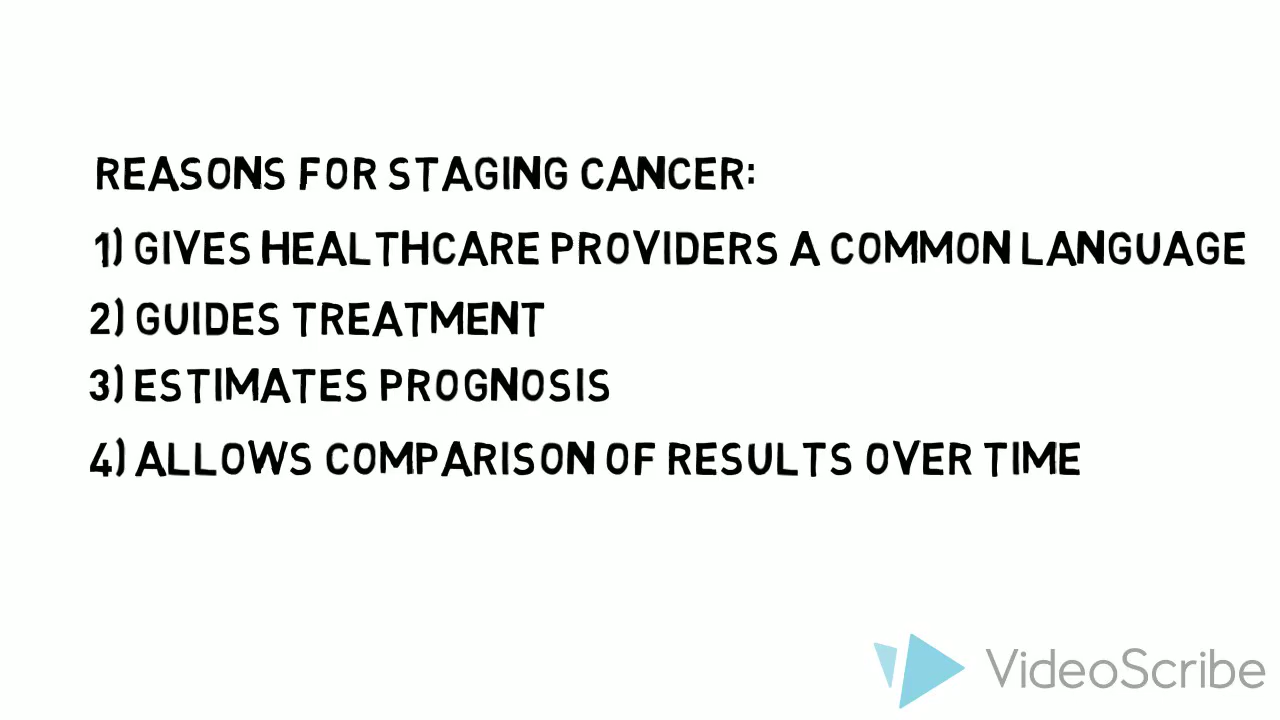 REASONS FOR STAGING CANCER:
1) GIVES HEALTHCARE PROVIDERS A COMMON LANGUAGE
2) GUIDES TREATMENT
3) ESTIMATES PROGNOSIS
4) ALLOWS COMPARISON OF RESULTS OVER TIME
VideoScribe